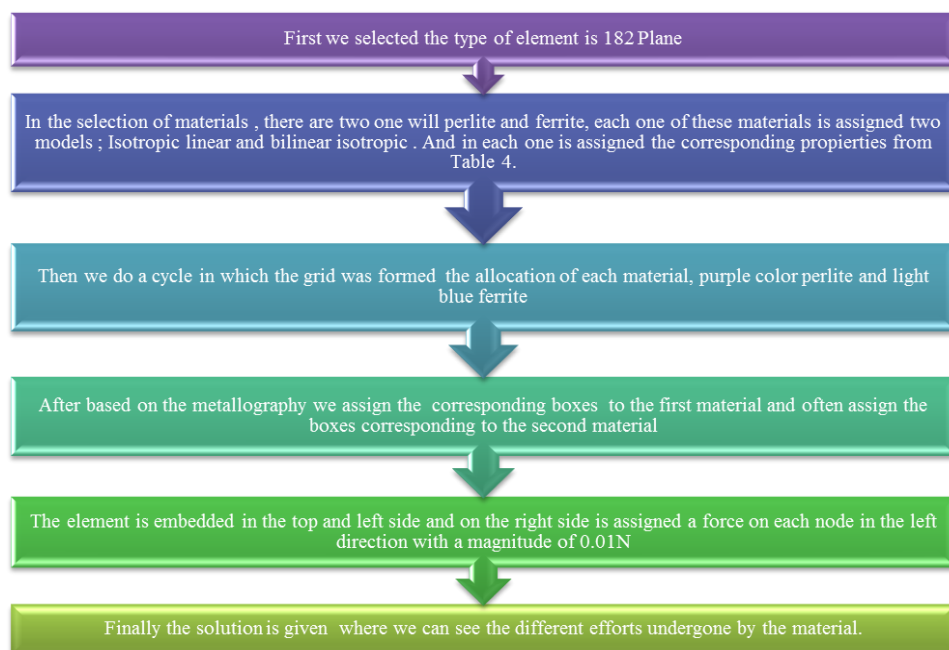 First we selected the type of element is 182 Plane
In the selection of materials , there are two one will perlite and ferrite, each one of these materials is assigned two
models ; Isotropic linear and bilinear isotropic . And in each one is assigned the corresponding propierties from
Table 4.
Then we do a cycle in which the grid was formed the allocation of each material, purple color perlite and light
blue ferrite
After based on the metallography we assign the corresponding boxes to the first material and often assign the
boxes corresponding to the second material
The element is embedded in the top and left side and on the right side is assigned a force on each node in the left
direction with a magnitude of 0.01N
Finally the solution is given where we can see the different efforts undergone by the material.